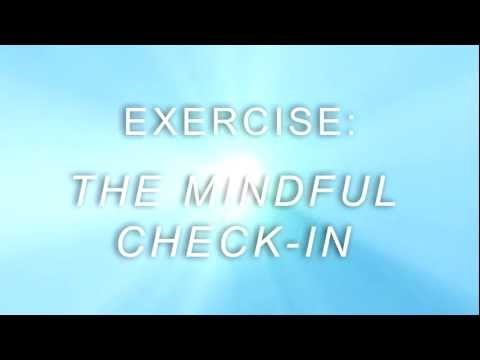 EXERCISE:
THE MINDFUL
CHECK-IN